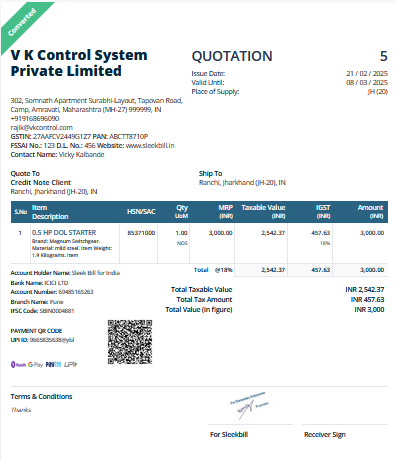 Converted
V K Control System
Private Limited
QUOTATION 5
Issue Date: 21 / 02 / 2025
Valid Until: 08 / 03 / 2025
Place of Supply: JH (20)
302, Somnath Apartment Surabhi-Layout, Tapovan Road,
Camp, Amravati, Maharashtra (MH-27) 999999, IN
+919168696090
rajik@vkcontrol.com
GSTIN: 27AAFCV2449G1Z7 PAN: ABCTT8710P
FSSAI No.: 123 D.L. No.: 456 Website: www.sleekbill.in
Contact Name: Vicky Kalbande
Quote To Ship To
Credit Note Client Ranchi, Jharkhand (JH-20), IN
Ranchi, Jharkhand (JH-20), IN
S.No Item Description HSN/SAC Qty UoM MRP (INR) Taxable Value (INR) IGST (INR) Amount (INR)
1 0.5 HP DOL STARTER 85371000 1.00 3,000.00 2,542.37 457.63 3,000.00
Brand: Magnum Switchgear, NOS 18%
Material: mild steel, Item Weight:
1.9 Kilograms. Item
Total @18% 2,542.37 457.63 3,000.00
Account Holder Name: Sleek Bill for India
Bank Name: ICICI LTD
Account Number: 69485165263
Branch Name: Pune
IFSC Code: SBIN0004881
Total Taxable Value INR 2,542.37
Total Tax Amount INR 457.63
Total Value (in figure) INR 3,000
PAYMENT QR CODE
UPI ID: 9665835638@ybl
PhonePe G Pay Paytm UPI
Terms & Conditions
Thanks
For Sleekbill Receiver Sign